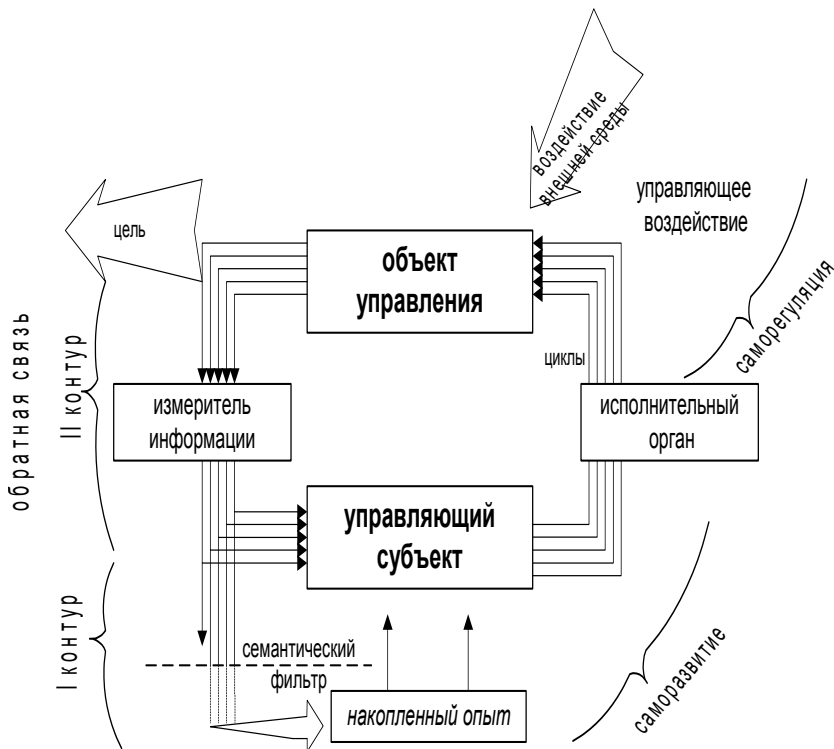 воздействие
внешней среды
управляющее
воздействие
цель
объект
управления
саморегуляция
обратная связь
II контур
циклы
измеритель
информации
исполнительный
орган
управляющий
субъект
I контур
семантический
фильтр
накопленный опыт
саморазвитие